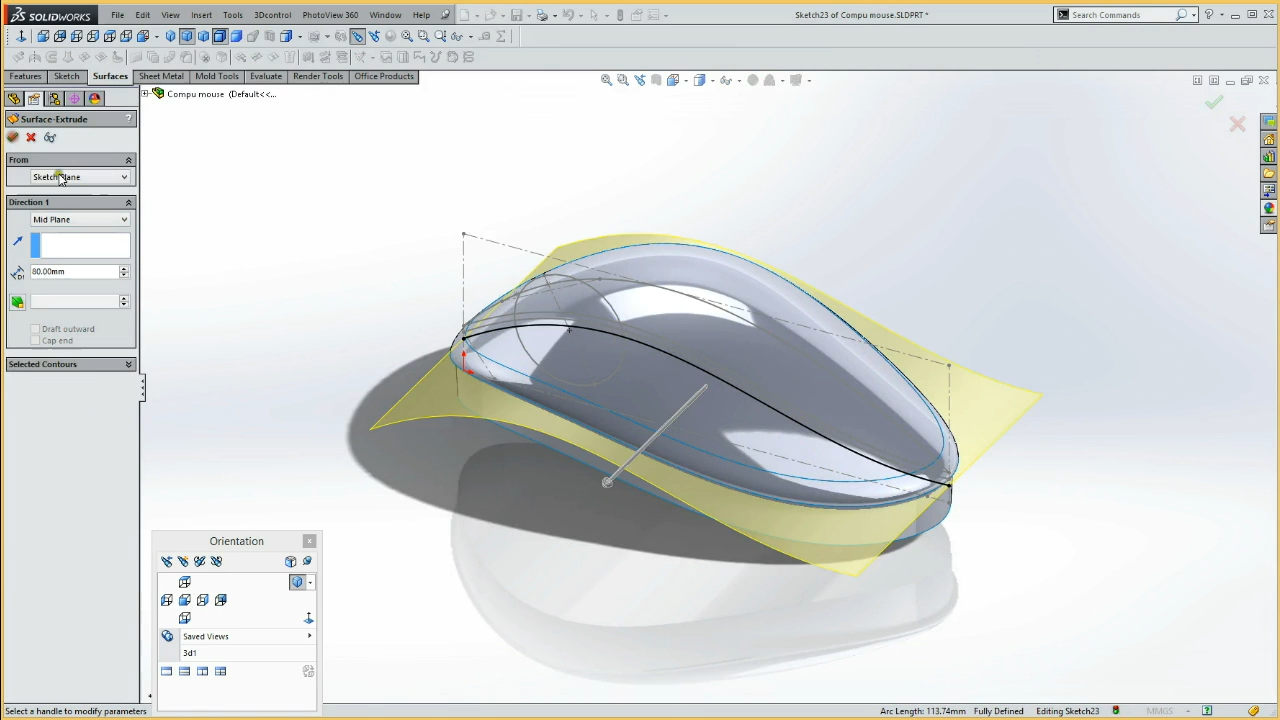 SOLIDWORKS File Edit View Insert Tools 3Dcontrol PhotoView 360 Window Help Sketch23 of Compu mouse.SLDPRT * Search Commands
Features Sketch Surfaces Sheet Metal Mold Tools Evaluate Render Tools Office Products
Compu mouse (Default<<...
Surface-Extrude ?
From
Sketch Plane
Direction 1
Mid Plane
80.00mm
Draft outward
Cap end
Selected Contours
Orientation
Saved Views
3d1
Select a handle to modify parameters Arc Length: 113.74mm Fully Defined Editing Sketch23 MMGS - ?